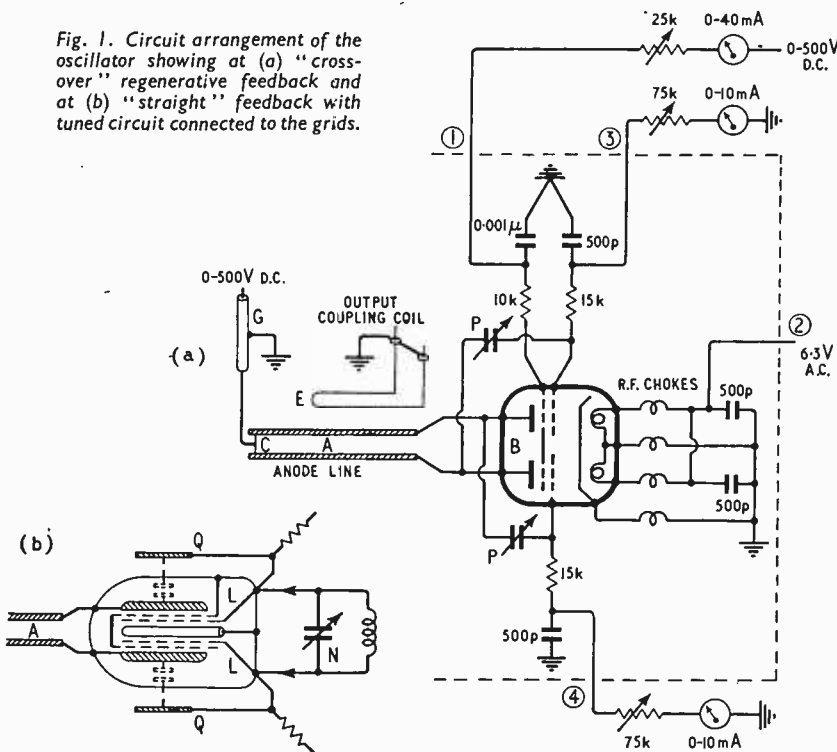 Fig. 1. Circuit arrangement of the
oscillator showing at (a) “cross-
over” regenerative feedback and
at (b) “straight” feedback with
tuned circuit connected to the grids.
25k
0-40mA
0-500V
D.C.
75k
0-10mA
①
③
0·001μ
500p
0-500V D.C.
G
OUTPUT
COUPLING COIL
10k
15k
P
②
6·3V
A.C.
(a)
E
R.F. CHOKES
500p
C
A
B
ANODE LINE
500p
(b)
Q
P
L
15k
A
N
500p
L
④
Q
75k
0-10mA